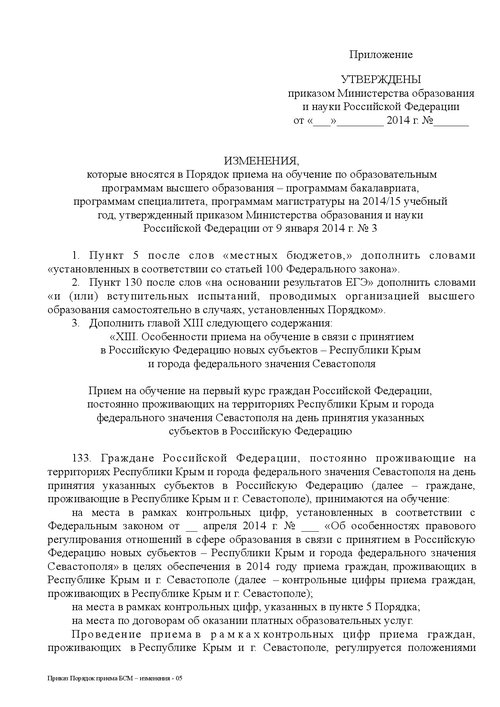 Приложение
УТВЕРЖДЕНЫ
приказом Министерства образования
и науки Российской Федерации
от «___»________ 2014 г. №______
ИЗМЕНЕНИЯ,
которые вносятся в Порядок приема на обучение по образовательным
программам высшего образования – программам бакалавриата,
программам специалитета, программам магистратуры на 2014/15 учебный
год, утвержденный приказом Министерства образования и науки
Российской Федерации от 9 января 2014 г. № 3
1. Пункт 5 после слов «местных бюджетов,» дополнить словами
«установленных в соответствии со статьей 100 Федерального закона».
2. Пункт 130 после слов «на основании результатов ЕГЭ» дополнить словами
«и (или) вступительных испытаний, проводимых организацией высшего
образования самостоятельно в случаях, установленных Порядком».
3. Дополнить главой XIII следующего содержания:
«XIII. Особенности приема на обучение в связи с принятием
в Российскую Федерацию новых субъектов – Республики Крым
и города федерального значения Севастополя
Прием на обучение на первый курс граждан Российской Федерации,
постоянно проживающих на территориях Республики Крым и города
федерального значения Севастополя на день принятия указанных
субъектов в Российскую Федерацию
133. Граждане Российской Федерации, постоянно проживающие на
территориях Республики Крым и города федерального значения Севастополя на день
принятия указанных субъектов в Российскую Федерацию (далее – граждане,
проживающие в Республике Крым и г. Севастополе), принимаются на обучение:
на места в рамках контрольных цифр, установленных в соответствии с
Федеральным законом от __ апреля 2014 г. № ___ «Об особенностях правового
регулирования отношений в сфере образования в связи с принятием в Российскую
Федерацию новых субъектов – Республики Крым и города федерального значения
Севастополя» в целях обеспечения в 2014 году приема граждан, проживающих в
Республике Крым и г. Севастополе (далее – контрольные цифры приема граждан,
проживающих в Республике Крым и г. Севастополе);
на места в рамках контрольных цифр, указанных в пункте 5 Порядка;
на места по договорам об оказании платных образовательных услуг.
Проведение приема в рамках контрольных цифр приема граждан,
проживающих в Республике Крым и г. Севастополе, регулируется положениями
Приказ Порядок приема БСМ – изменения - 05